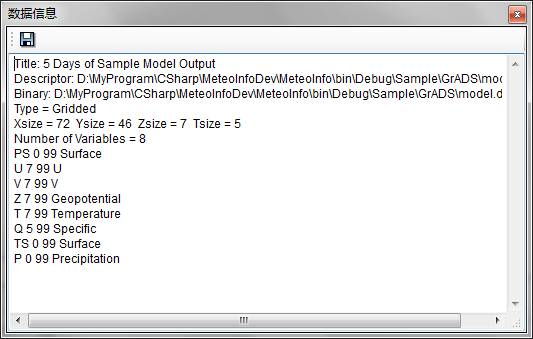 数据信息
Title: 5 Days of Sample Model Output
Descriptor: D:\MyProgram\CSharp\MeteoInfoDev\MeteoInfo\bin\Debug\Sample\GrADS\moc
Binary: D:\MyProgram\CSharp\MeteoInfoDev\MeteoInfo\bin\Debug\Sample\GrADS\model.d
Type = Gridded
Xsize = 72 Ysize = 46 Zsize = 7 Tsize = 5
Number of Variables = 8
PS 0 99 Surface
U 7 99 U
V 7 99 V
Z 7 99 Geopotential
T 7 99 Temperature
Q 5 99 Specific
TS 0 99 Surface
P 0 99 Precipitation